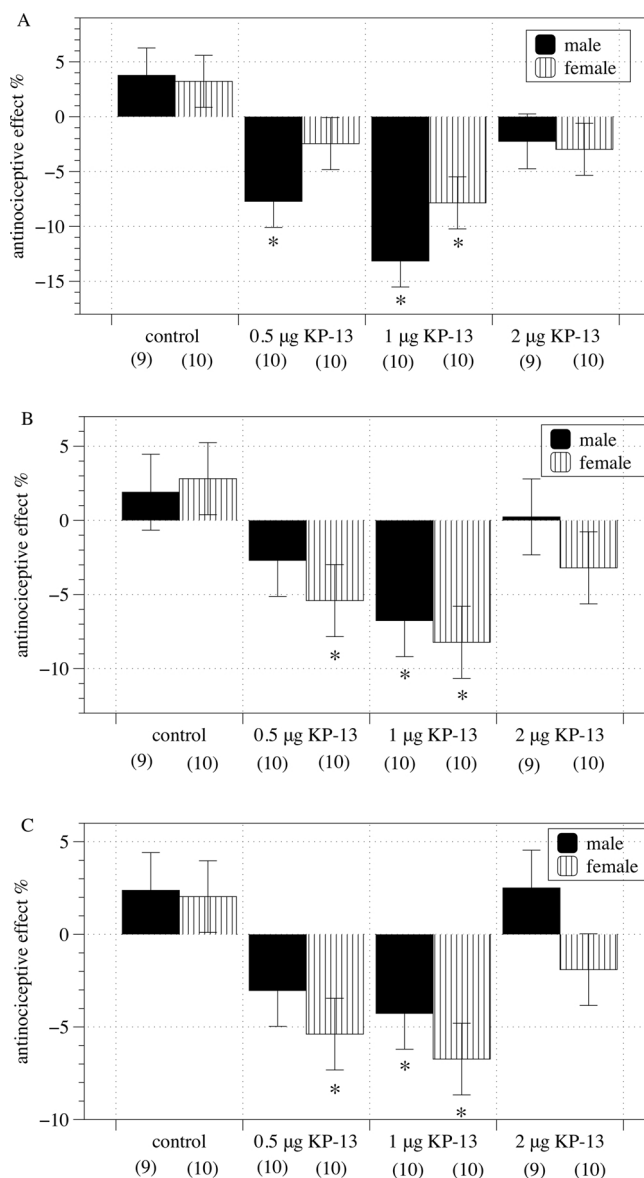 A
male
female
antinociceptive effect %
5
0
−5
−10
−15
control 0.5 µg KP-13 1 µg KP-13 2 µg KP-13
(9) (10) (10) (10) (10) (10) (9) (10)
* * *
B
male
female
antinociceptive effect %
5
0
−5
−10
* * *
control 0.5 µg KP-13 1 µg KP-13 2 µg KP-13
(9) (10) (10) (10) (10) (10) (9) (10)
C
male
female
antinociceptive effect %
5
0
−5
−10
* * *
control 0.5 µg KP-13 1 µg KP-13 2 µg KP-13
(9) (10) (10) (10) (10) (10) (9) (10)